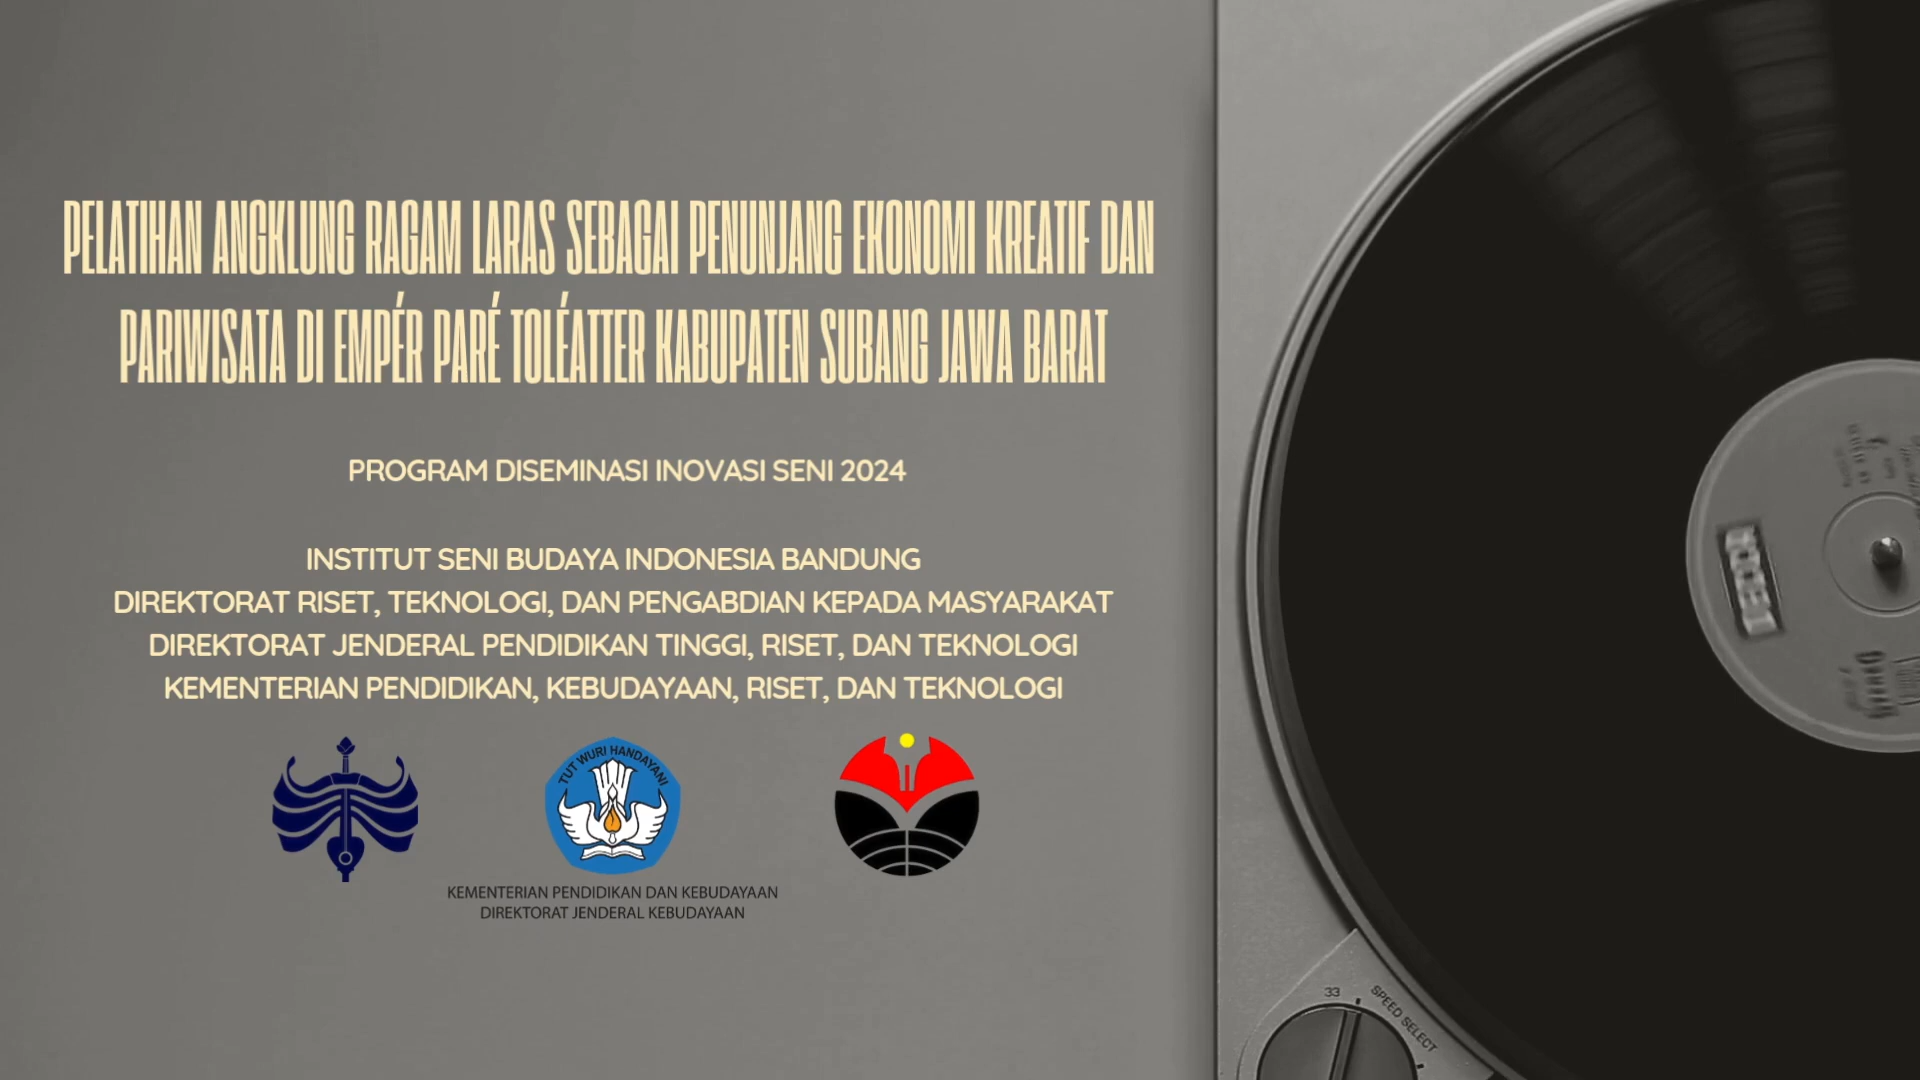 PELATIHAN ANGKLUNG RAGAM LARAS SEBAGAI PENUNJANG EKONOMI KREATIF DAN
PARIWISATA DI EMPÉR PARÉ TOLÉATTER KABUPATEN SUBANG JAWA BARAT
PROGRAM DISEMINASI INOVASI SENI 2024
INSTITUT SENI BUDAYA INDONESIA BANDUNG
DIREKTORAT RISET, TEKNOLOGI, DAN PENGABDIAN KEPADA MASYARAKAT
DIREKTORAT JENDERAL PENDIDIKAN TINGGI, RISET, DAN TEKNOLOGI
KEMENTERIAN PENDIDIKAN, KEBUDAYAAN, RISET, DAN TEKNOLOGI
TUT WURI HANDAYANI
KEMENTERIAN PENDIDIKAN DAN KEBUDAYAAN
DIREKTORAT JENDERAL KEBUDAYAAN
33
SPEED SELECT